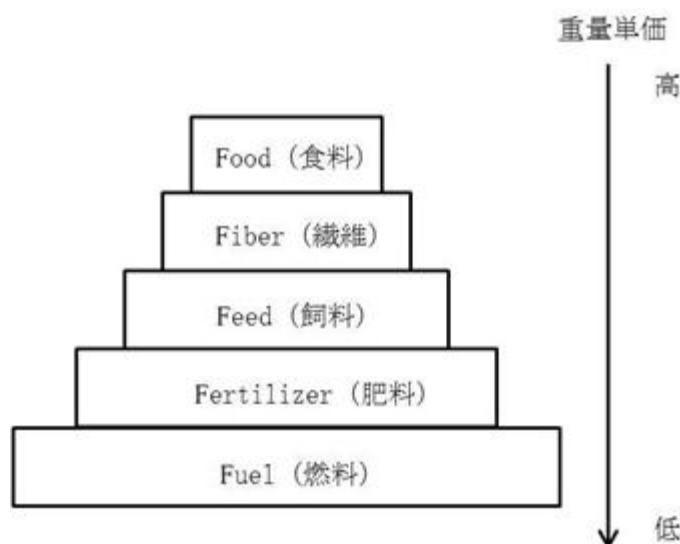 重量単価
高
Food (食料)
Fiber (繊維)
Feed (飼料)
Fertilizer (肥料)
Fuel (燃料)
低